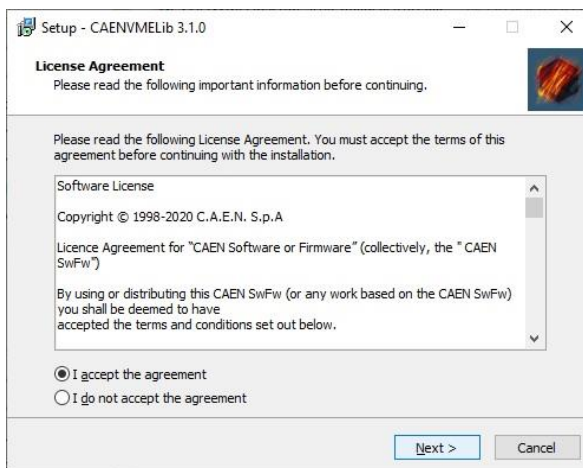 Setup - CAENVMELib 3.1.0
License Agreement
Please read the following important information before continuing.
Please read the following License Agreement. You must accept the terms of this
agreement before continuing with the installation.
Software License
Copyright © 1998-2020 C.A.E.N. S.p.A
Licence Agreement for “CAEN Software or Firmware” (collectively, the " CAEN
SwFw”)
By using or distributing this CAEN SwFw (or any work based on the CAEN SwFw)
you shall be deemed to have
accepted the terms and conditions set out below.
I accept the agreement
I do not accept the agreement
Next >
Cancel